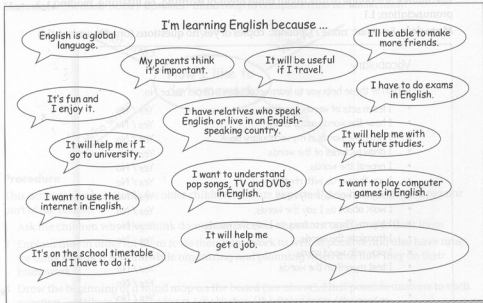 I'm learning English because ...
English is a global
language.
My parents think
it's important.
It will be useful
if I travel.
I'll be able to make
more friends.
It's fun and
I enjoy it.
I have relatives who speak
English or live in an English-
speaking country.
I have to do exams
in English.
It will help me if
I go to university.
It will help me with
my future studies.
I want to use the
internet in English.
I want to understand
pop songs, TV and DVDs
in English.
I want to play computer
games in English.
It's on the school timetable
and I have to do it.
It will help me
get a job.